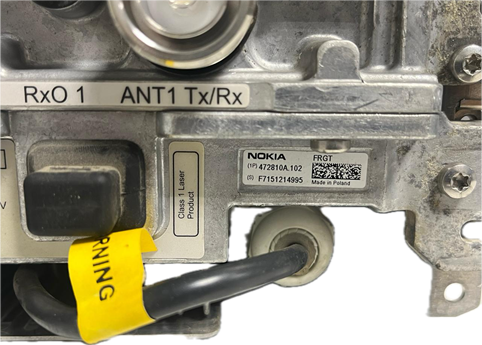 RxO 1 ANT1 Tx/Rx
NOKIA FRGT
(1P) 472810A.102
(S) F7151214995
Made in Poland
Class 1 Laser
Product
V
RNING